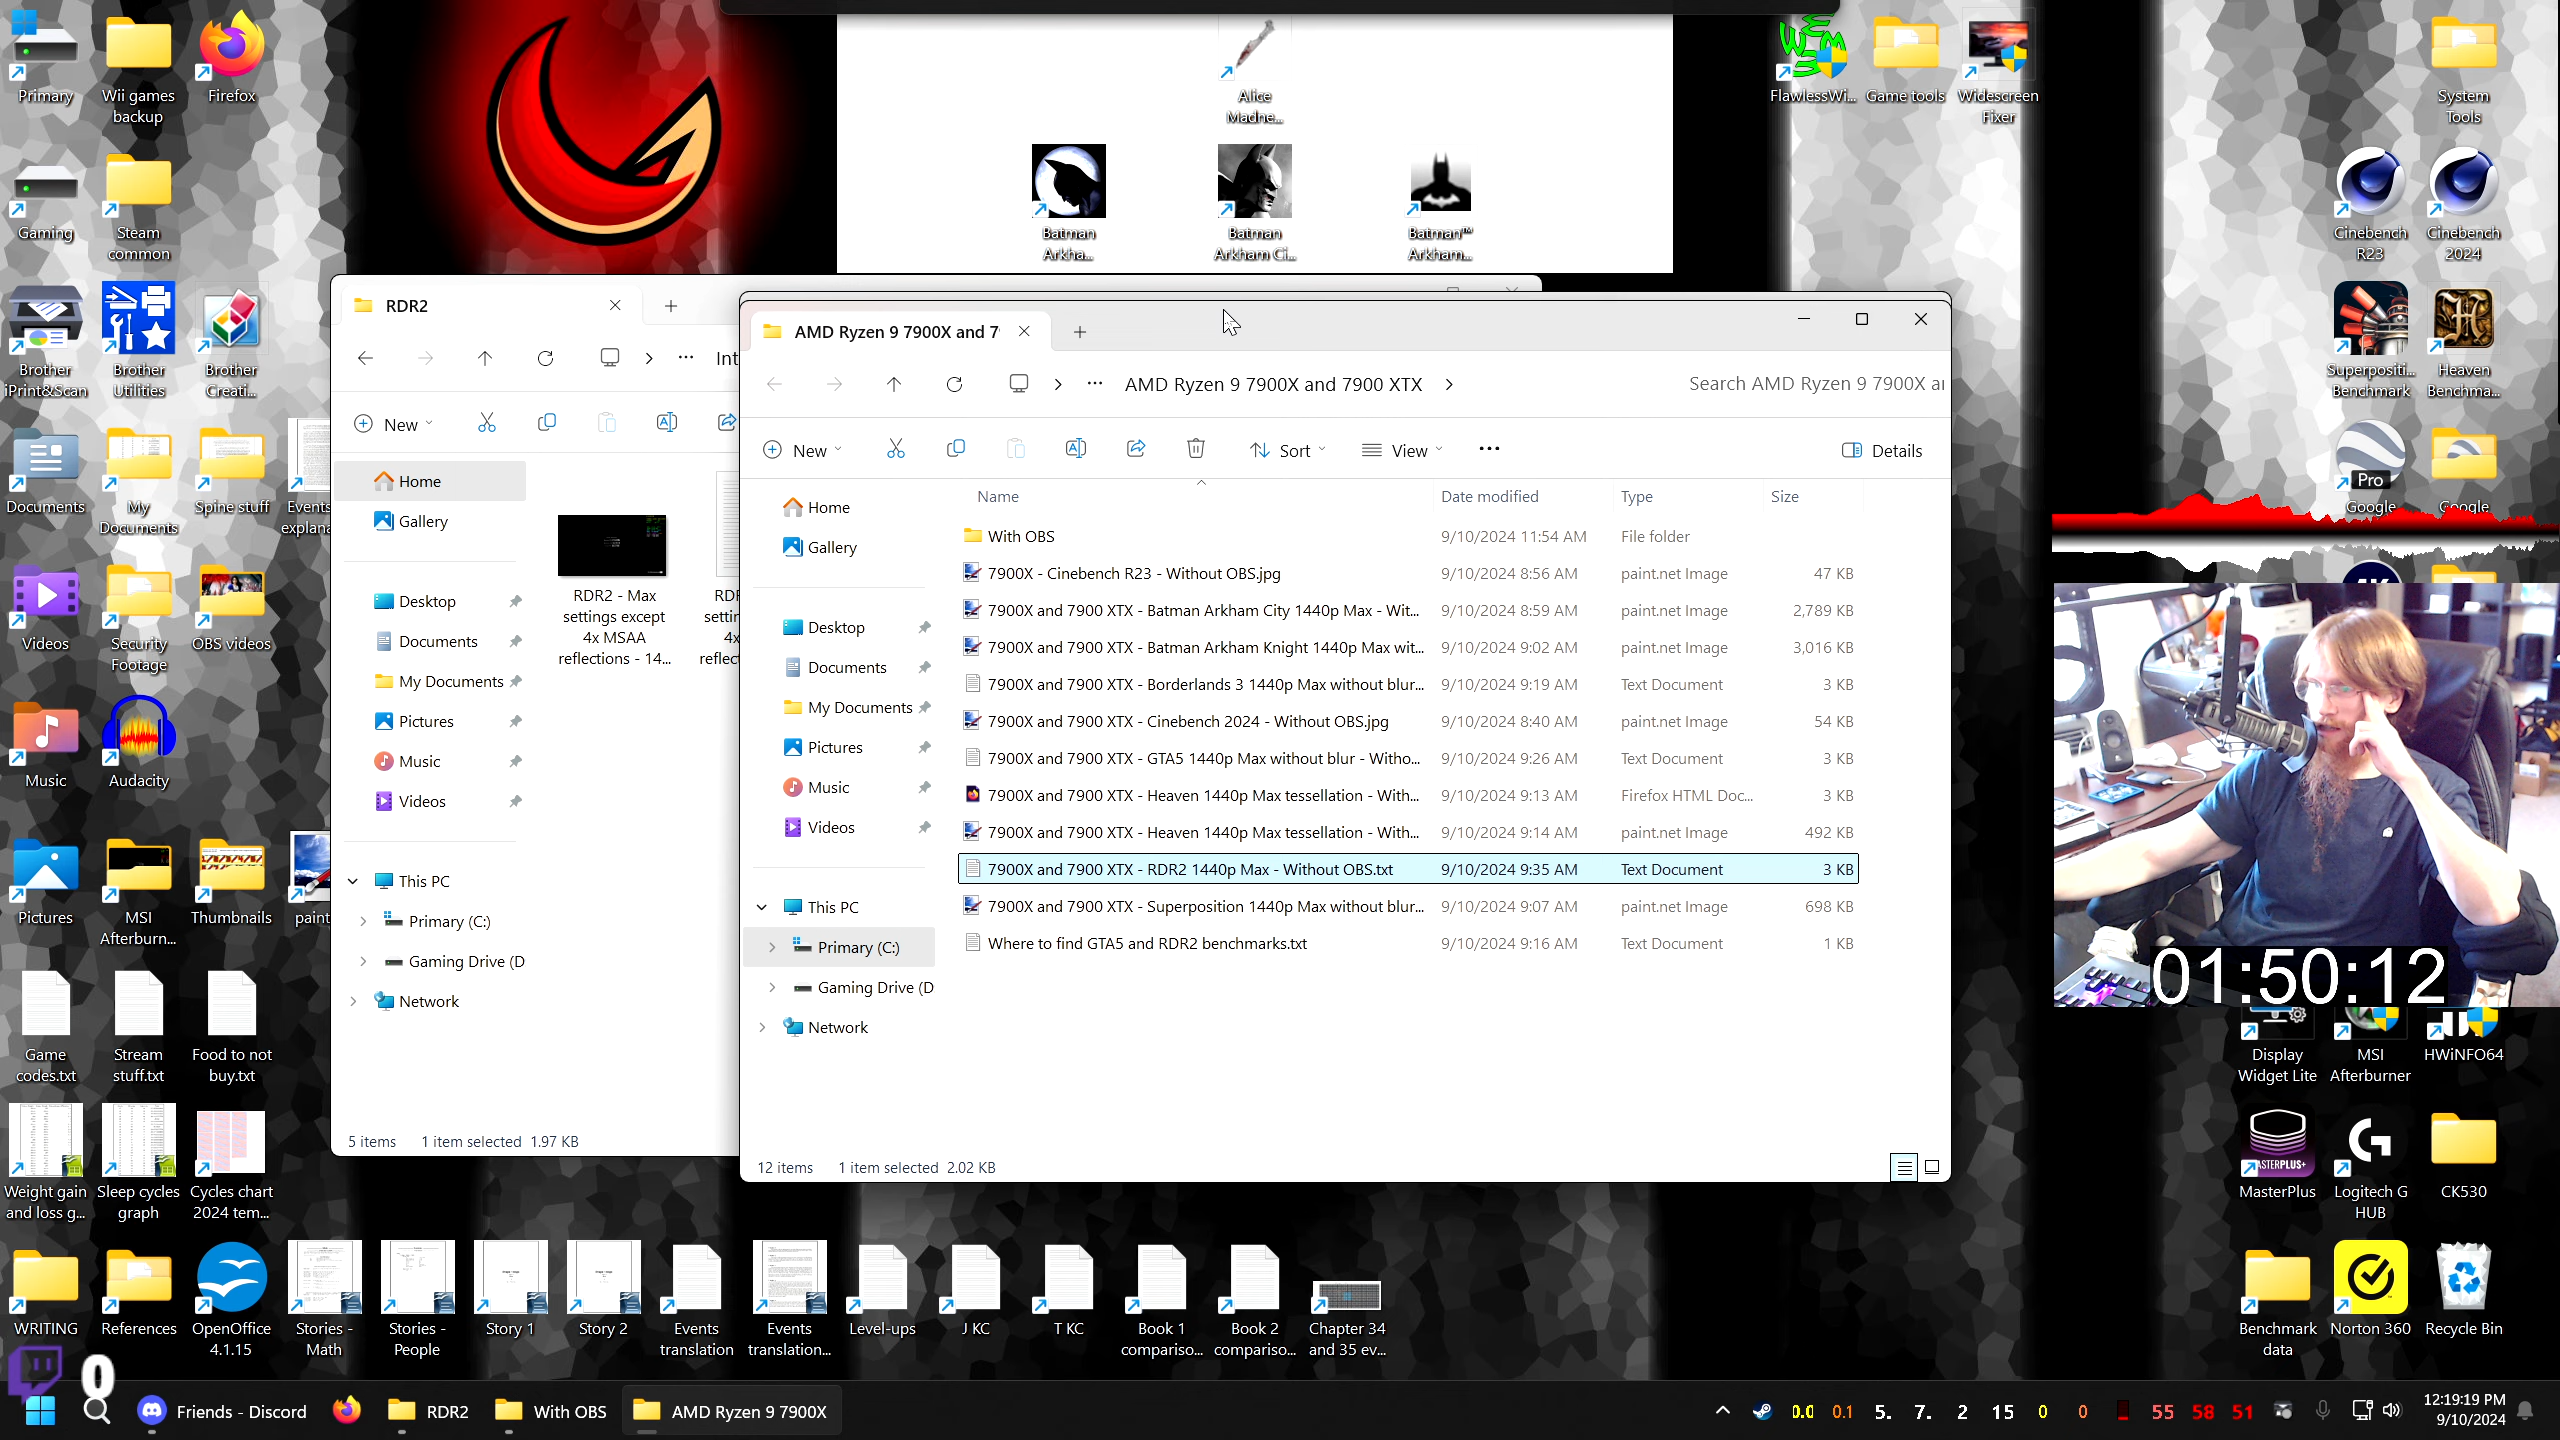 Primary
Wii games
backup
Firefox
Gaming
Steam
common
Brother
iPrint&Scan
Brother
Utilities
Brother
Creati...
Documents
My
Documents
Spine stuff
Events
explana
Videos
Security
Footage
OBS videos
Music
Audacity
Pictures
MSI
Afterburn...
Thumbnails
paint
Game
codes.txt
Stream
stuff.txt
Food to not
buy.txt
Weight gain
and loss g...
Sleep cycles
graph
Cycles chart
2024 tem...
WRITING
References
OpenOffice
4.1.15
Stories -
Math
Stories -
People
Story 1
Story 2
Events
translation
Events
translation...
Level-ups
J KC
T KC
Book 1
compariso...
Book 2
compariso...
Chapter 34
and 35 ev...
Alice
Madne...
Batman
Arkha...
Batman
Arkham Ci...
Batman™
Arkham...
FlawlessWi...
Game tools
Widescreen
Fixer
System
Tools
Cinebench
R23
Cinebench
2024
Superpositi...
Benchmark
Heaven
Benchma...
Pro
Google
Google
RDR2
Int
New
Home
Gallery
Desktop
Documents
My Documents
Pictures
Music
Videos
This PC
Primary (C:)
Gaming Drive (D
Network
RDR2 - Max
settings except
4x MSAA
reflections - 14...
RDR
settin
4x
reflect
5 items 1 item selected 1.97 KB
AMD Ryzen 9 7900X and 7
AMD Ryzen 9 7900X and 7900 XTX
Search AMD Ryzen 9 7900X a
New
Sort
View
Details
Home
Gallery
Desktop
Documents
My Documents
Pictures
Music
Videos
This PC
Primary (C:)
Gaming Drive (D
Network
Name Date modified Type Size
With OBS 9/10/2024 11:54 AM File folder
7900X - Cinebench R23 - Without OBS.jpg 9/10/2024 8:56 AM paint.net Image 47 KB
7900X and 7900 XTX - Batman Arkham City 1440p Max - Wit... 9/10/2024 8:59 AM paint.net Image 2,789 KB
7900X and 7900 XTX - Batman Arkham Knight 1440p Max wit... 9/10/2024 9:02 AM paint.net Image 3,016 KB
7900X and 7900 XTX - Borderlands 3 1440p Max without blur... 9/10/2024 9:19 AM Text Document 3 KB
7900X and 7900 XTX - Cinebench 2024 - Without OBS.jpg 9/10/2024 8:40 AM paint.net Image 54 KB
7900X and 7900 XTX - GTA5 1440p Max without blur - Witho... 9/10/2024 9:26 AM Text Document 3 KB
7900X and 7900 XTX - Heaven 1440p Max tessellation - With... 9/10/2024 9:13 AM Firefox HTML Doc... 3 KB
7900X and 7900 XTX - Heaven 1440p Max tessellation - With... 9/10/2024 9:14 AM paint.net Image 492 KB
7900X and 7900 XTX - RDR2 1440p Max - Without OBS.txt 9/10/2024 9:35 AM Text Document 3 KB
7900X and 7900 XTX - Superposition 1440p Max without blur... 9/10/2024 9:07 AM paint.net Image 698 KB
Where to find GTA5 and RDR2 benchmarks.txt 9/10/2024 9:16 AM Text Document 1 KB
12 items 1 item selected 2.02 KB
01:50:12
Display
Widget Lite
MSI
Afterburner
HWiNFO64
MasterPlus
Logitech G
HUB
CK530
Benchmark
data
Norton 360
Recycle Bin
0
Friends - Discord
RDR2
With OBS
AMD Ryzen 9 7900X
0.0 0.1 5. 7. 2 15 0 0 55 58 51
12:19:19 PM
9/10/2024